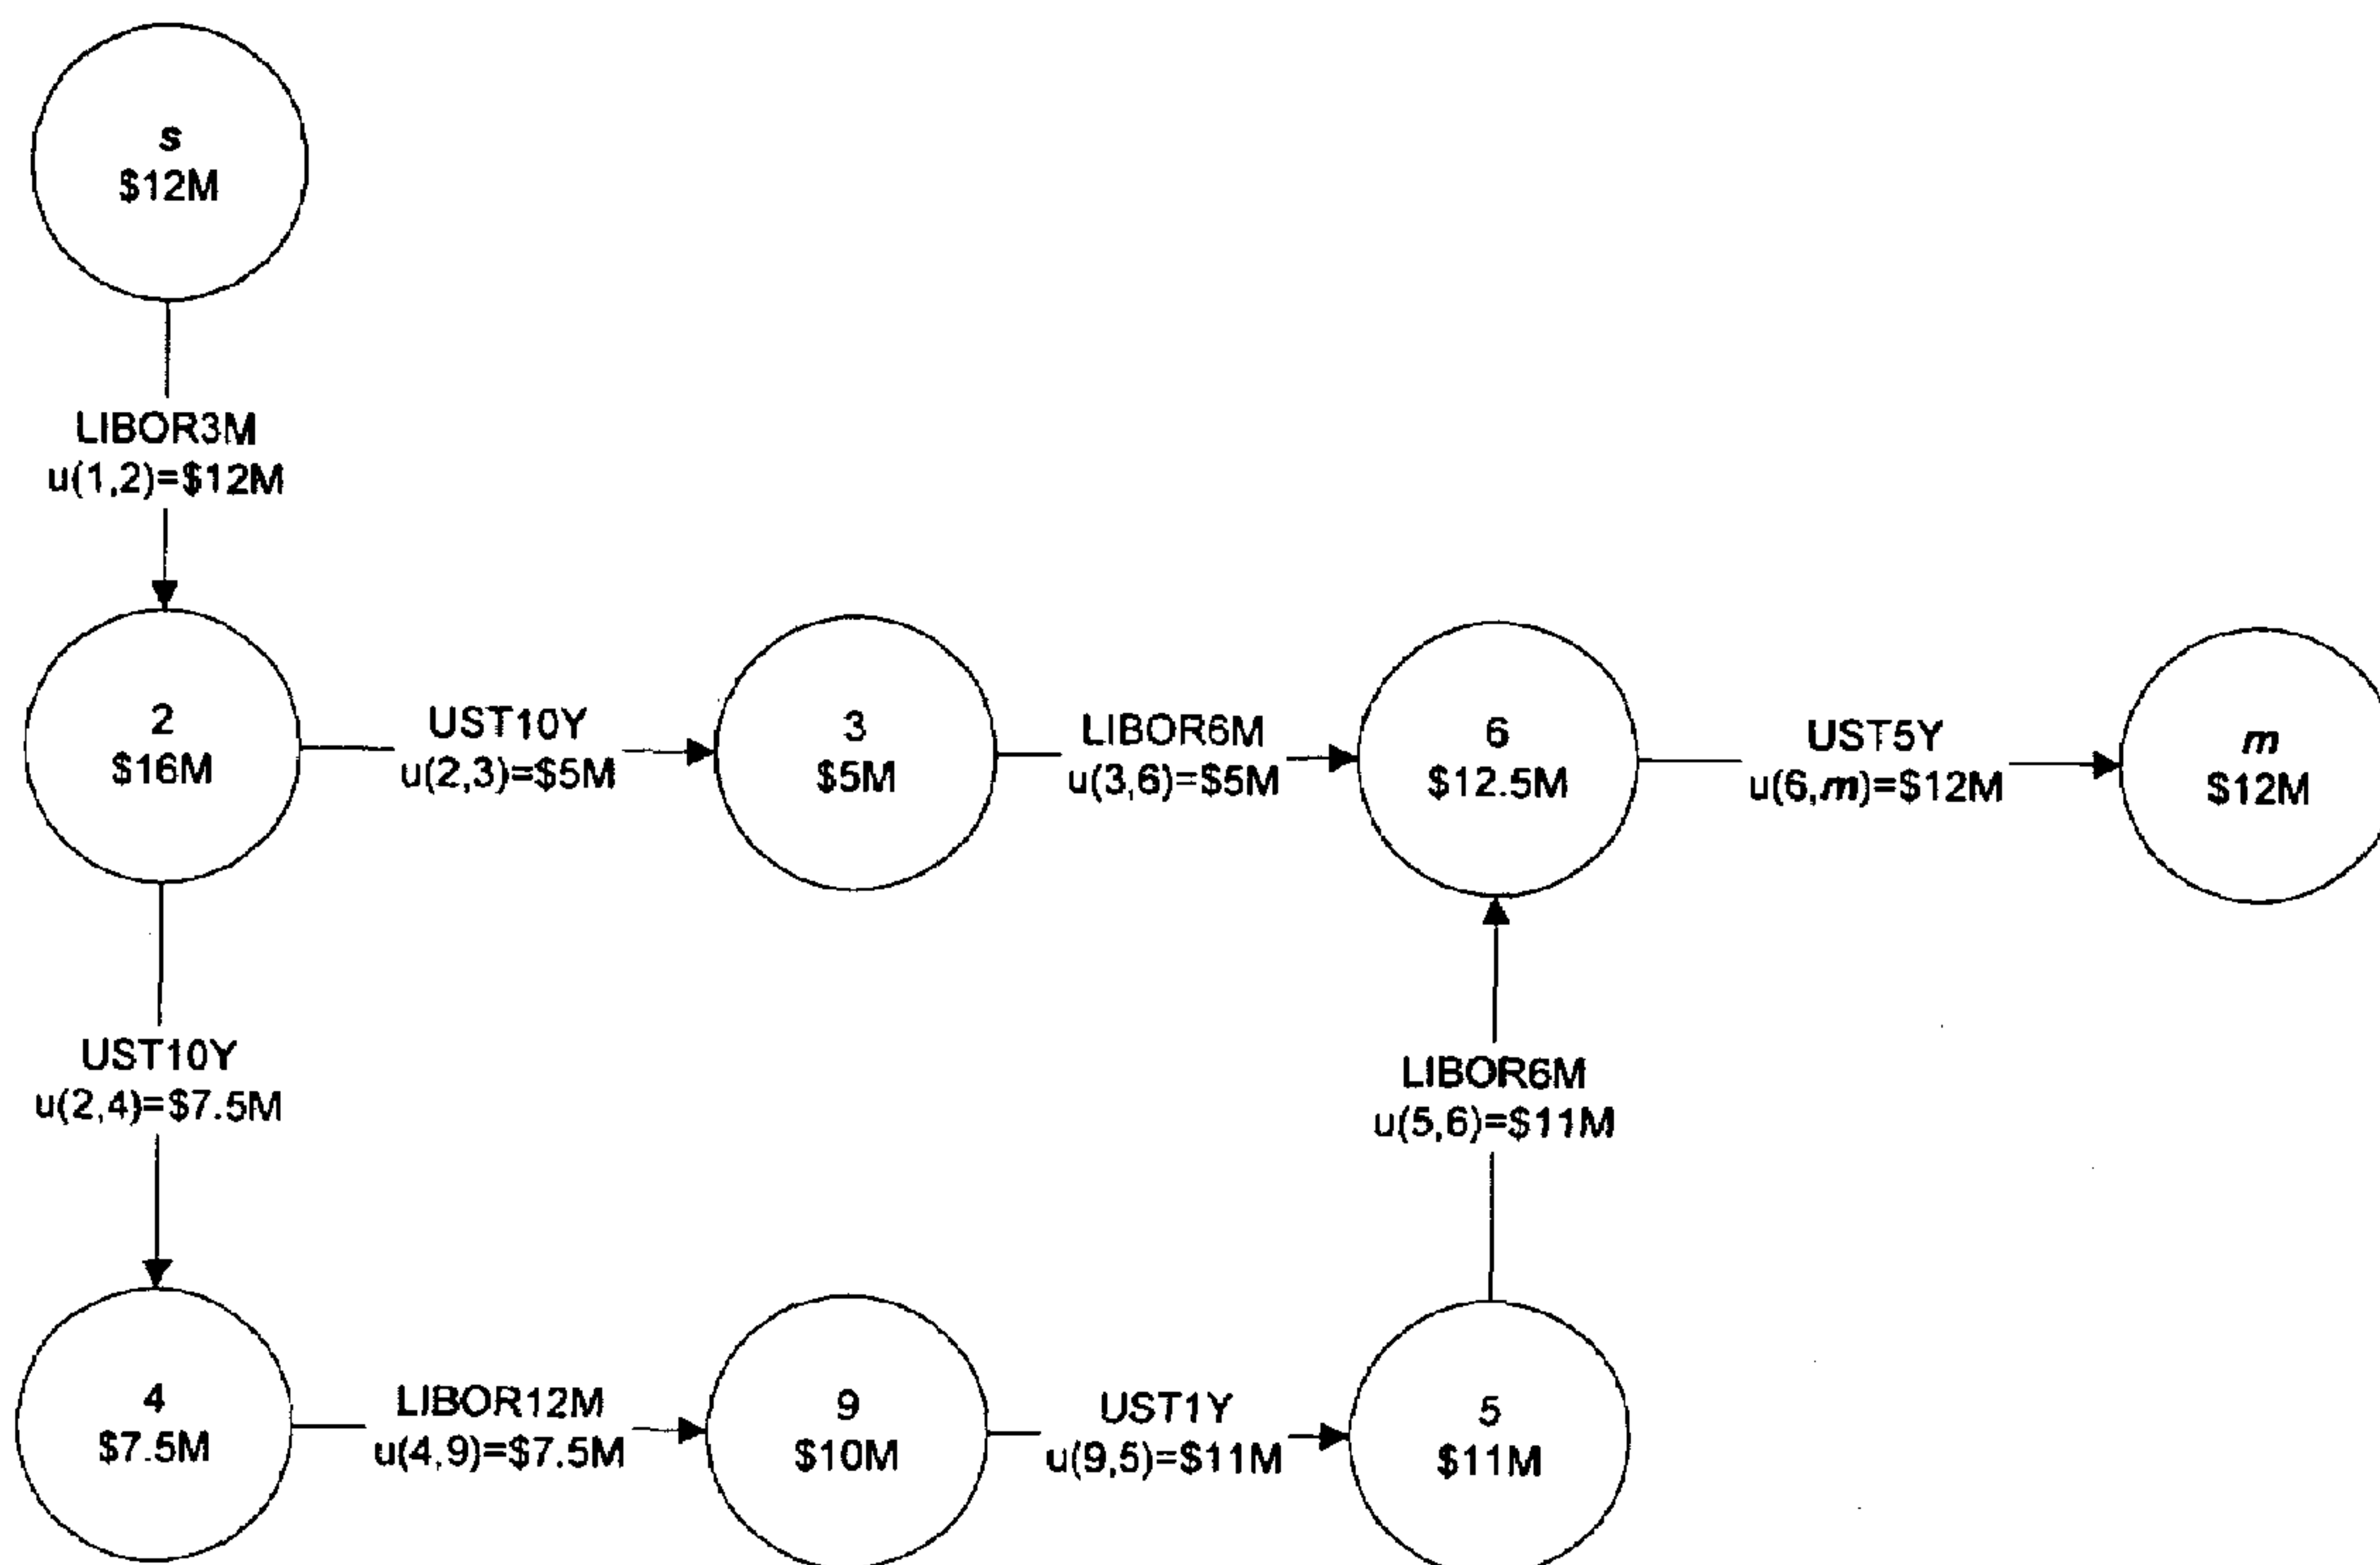 s
$12M
LIBOR3M
u(1,2)=$12M
2
$16M
UST10Y
u(2,3)=$5M
3
$5M
LIBOR6M
u(3,6)=$5M
6
$12.5M
UST5Y
u(6,m)=$12M
m
$12M
UST10Y
u(2,4)=$7.5M
LIBOR6M
u(5,6)=$11M
4
$7.5M
LIBOR12M
u(4,9)=$7.5M
9
$10M
UST1Y
u(9,5)=$11M
5
$11M